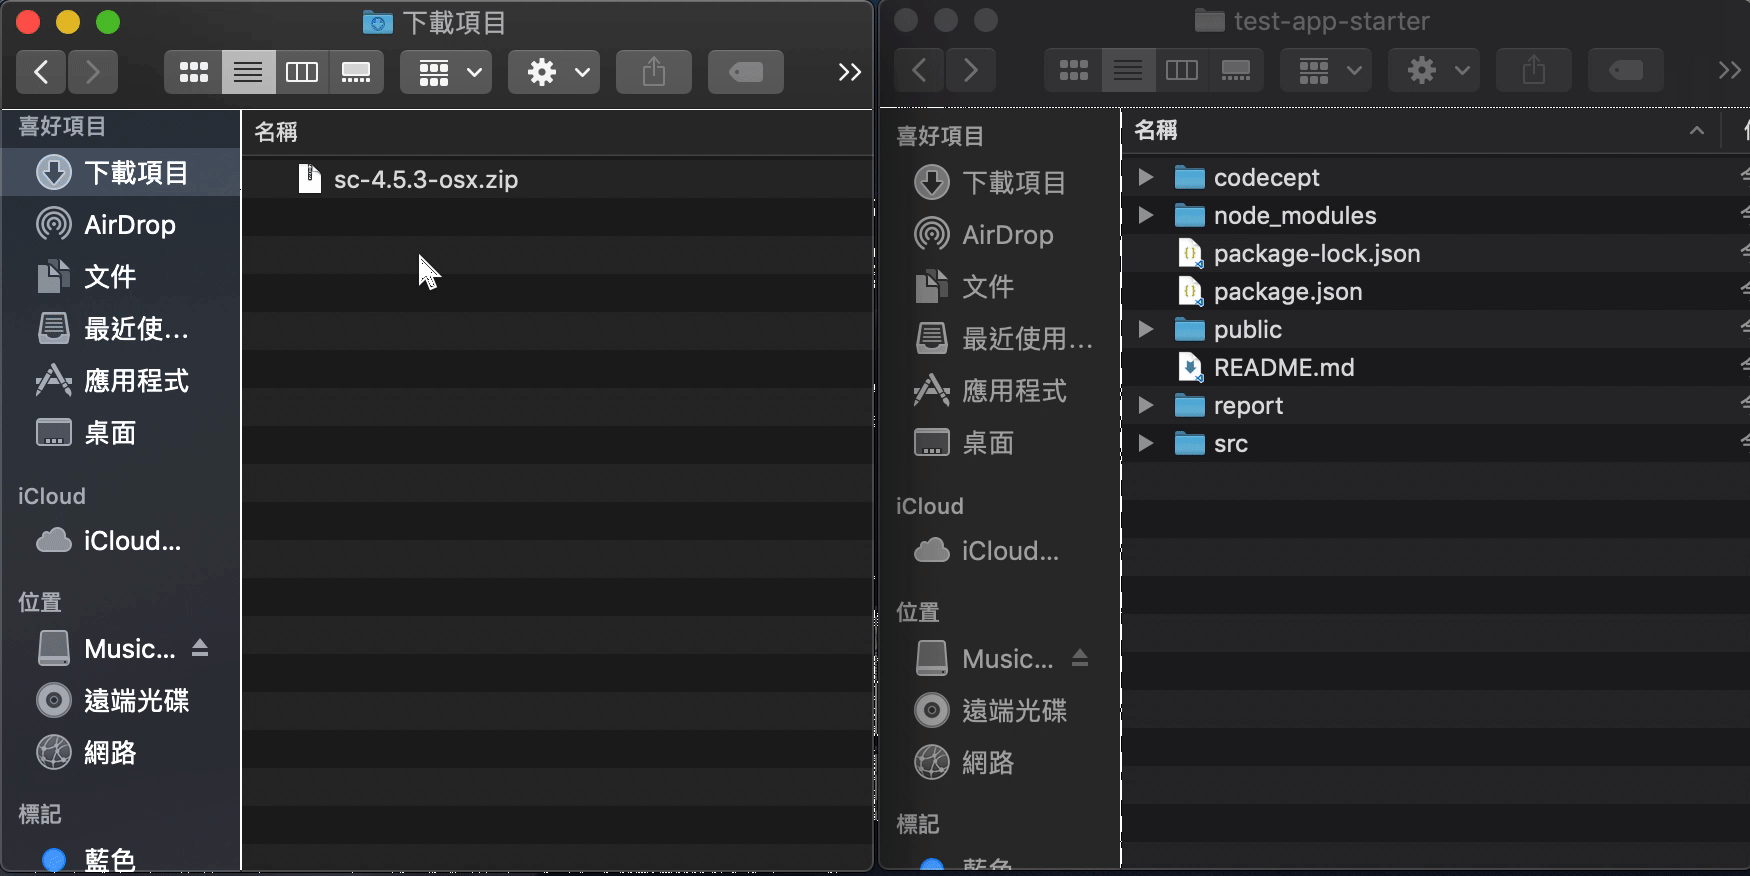 下載項目
喜好項目
下載項目
AirDrop
文件
最近使...
應用程式
桌面
iCloud
iCloud...
位置
Music...
遠端光碟
網路
標記
藍色
名稱
sc-4.5.3-osx.zip
test-app-starter
喜好項目
下載項目
AirDrop
文件
最近使用...
應用程式
桌面
iCloud
iCloud...
位置
Music...
遠端光碟
網路
標記
藍色
名稱
codecept
node_modules
package-lock.json
package.json
public
README.md
report
src